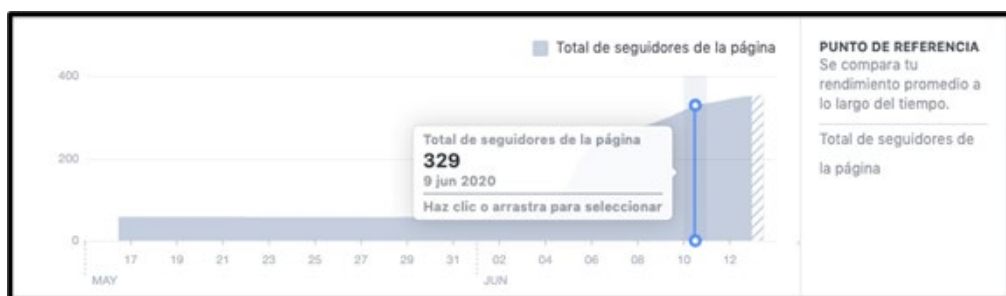 Total de seguidores de la página
400
200
0
Total de seguidores de la página
329
9 jun 2020
Haz clic o arrastra para seleccionar
17 19 21 23 25 27 29 31 02 04 06 08 10 12
MAY JUN
PUNTO DE REFERENCIA
Se compara tu
rendimiento promedio a
lo largo del tiempo.
Total de seguidores de
la página